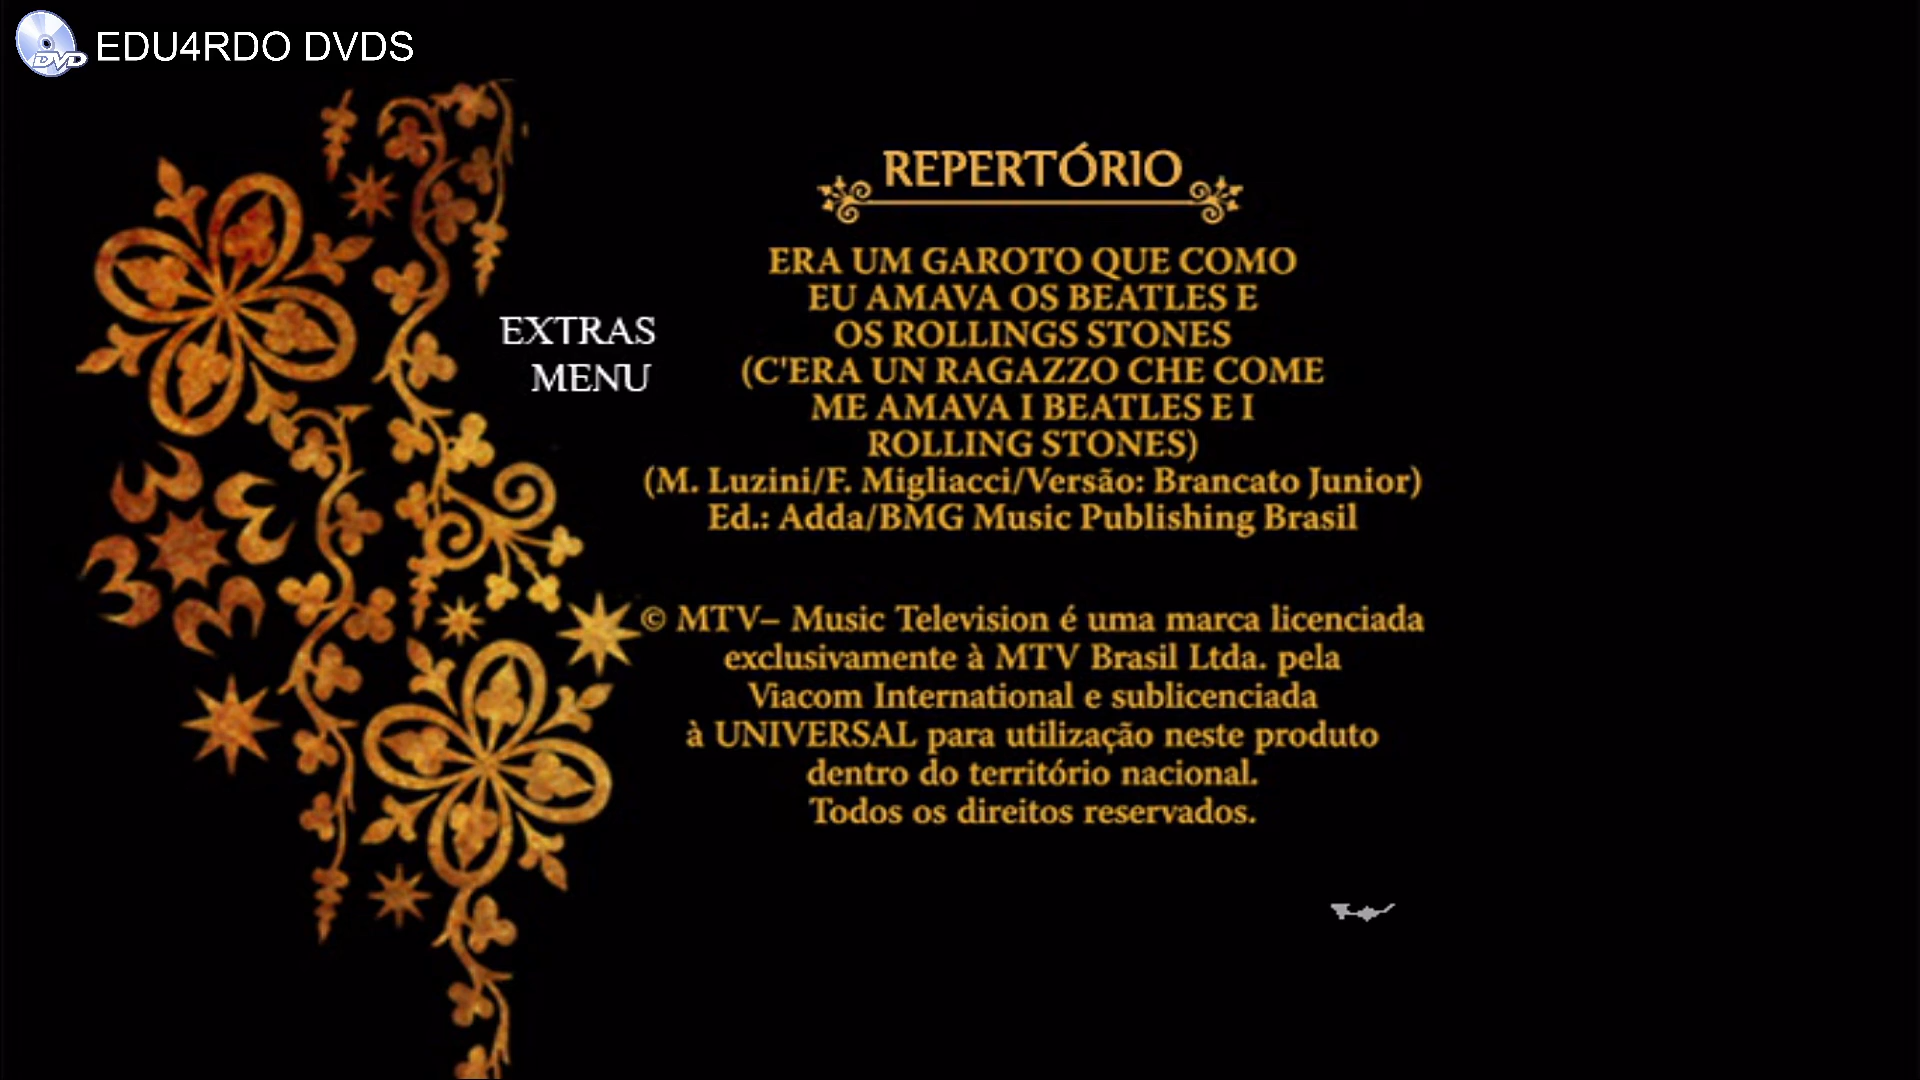 DVD EDU4RDO DVDS
REPERTÓRIO
ERA UM GAROTO QUE COMO
EU AMAVA OS BEATLES E
OS ROLLINGS STONES
(C'ERA UN RAGAZZO CHE COME
ME AMAVA I BEATLES E I
ROLLING STONES)
(M. Luzini/F. Migliacci/Versão: Brancato Junior)
Ed.: Adda/BMG Music Publishing Brasil
EXTRAS
MENU
© MTV– Music Television é uma marca licenciada
exclusivamente à MTV Brasil Ltda. pela
Viacom International e sublicenciada
à UNIVERSAL para utilização neste produto
dentro do território nacional.
Todos os direitos reservados.